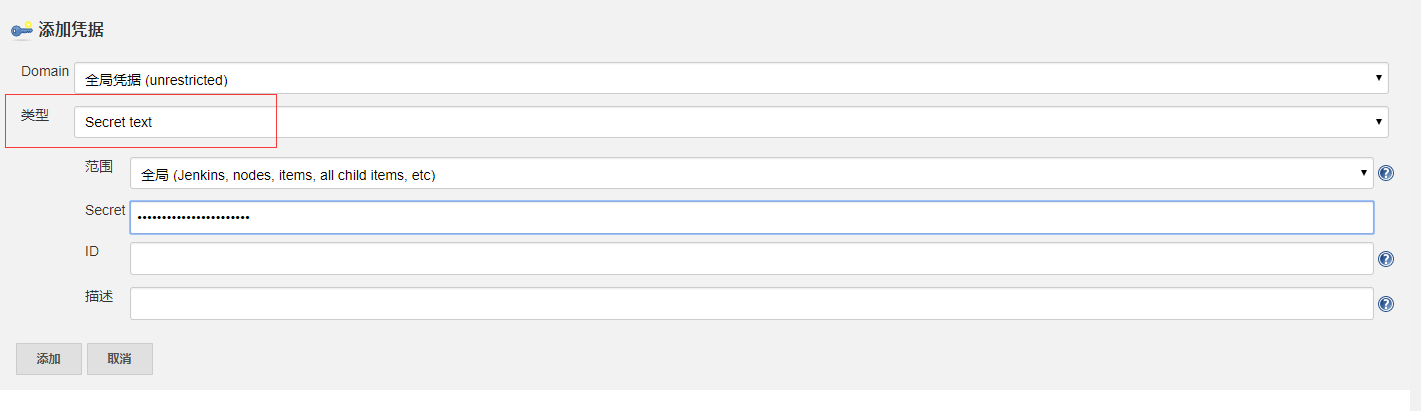 添加凭据
Domain 全局凭据 (unrestricted)
类型 Secret text
范围 全局 (Jenkins, nodes, items, all child items, etc)
Secret •••••••••••••••••••••••
ID
描述
添加 取消